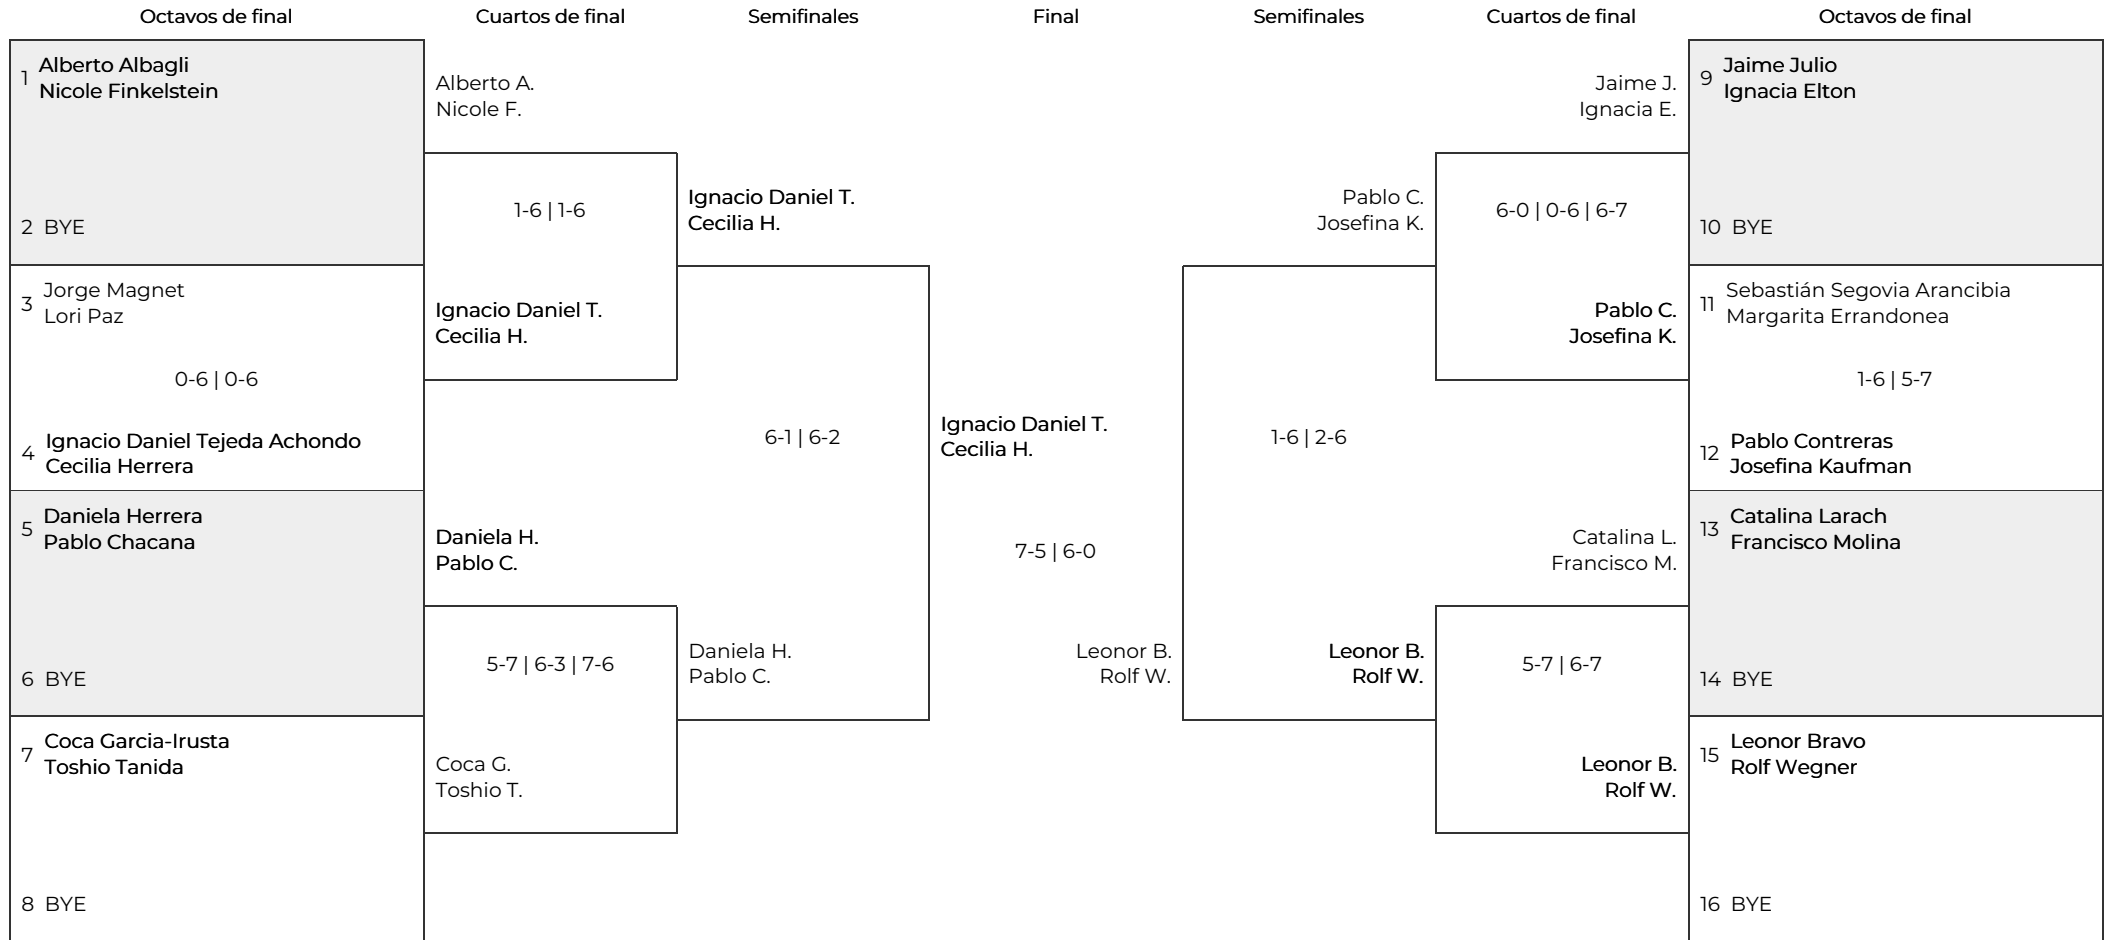 Octavos de final
Cuartos de final
Semifinales
Final
Semifinales
Cuartos de final
Octavos de final
1
Alberto Albagli
Nicole Finkelstein
2 BYE
3
Jorge Magnet
Lori Paz
0-6 | 0-6
4
Ignacio Daniel Tejeda Achondo
Cecilia Herrera
5
Daniela Herrera
Pablo Chacana
6 BYE
7
Coca Garcia-Irusta
Toshio Tanida
8 BYE
Alberto A.
Nicole F.
1-6 | 1-6
Ignacio Daniel T.
Cecilia H.
Daniela H.
Pablo C.
5-7 | 6-3 | 7-6
Coca G.
Toshio T.
Ignacio Daniel T.
Cecilia H.
6-1 | 6-2
Daniela H.
Pablo C.
Ignacio Daniel T.
Cecilia H.
7-5 | 6-0
Leonor B.
Rolf W.
Pablo C.
Josefina K.
1-6 | 2-6
Leonor B.
Rolf W.
Jaime J.
Ignacia E.
6-0 | 0-6 | 6-7
Pablo C.
Josefina K.
Catalina L.
Francisco M.
5-7 | 6-7
Leonor B.
Rolf W.
9
Jaime Julio
Ignacia Elton
10 BYE
11
Sebastián Segovia Arancibia
Margarita Errandonea
1-6 | 5-7
12
Pablo Contreras
Josefina Kaufman
13
Catalina Larach
Francisco Molina
14 BYE
15
Leonor Bravo
Rolf Wegner
16 BYE